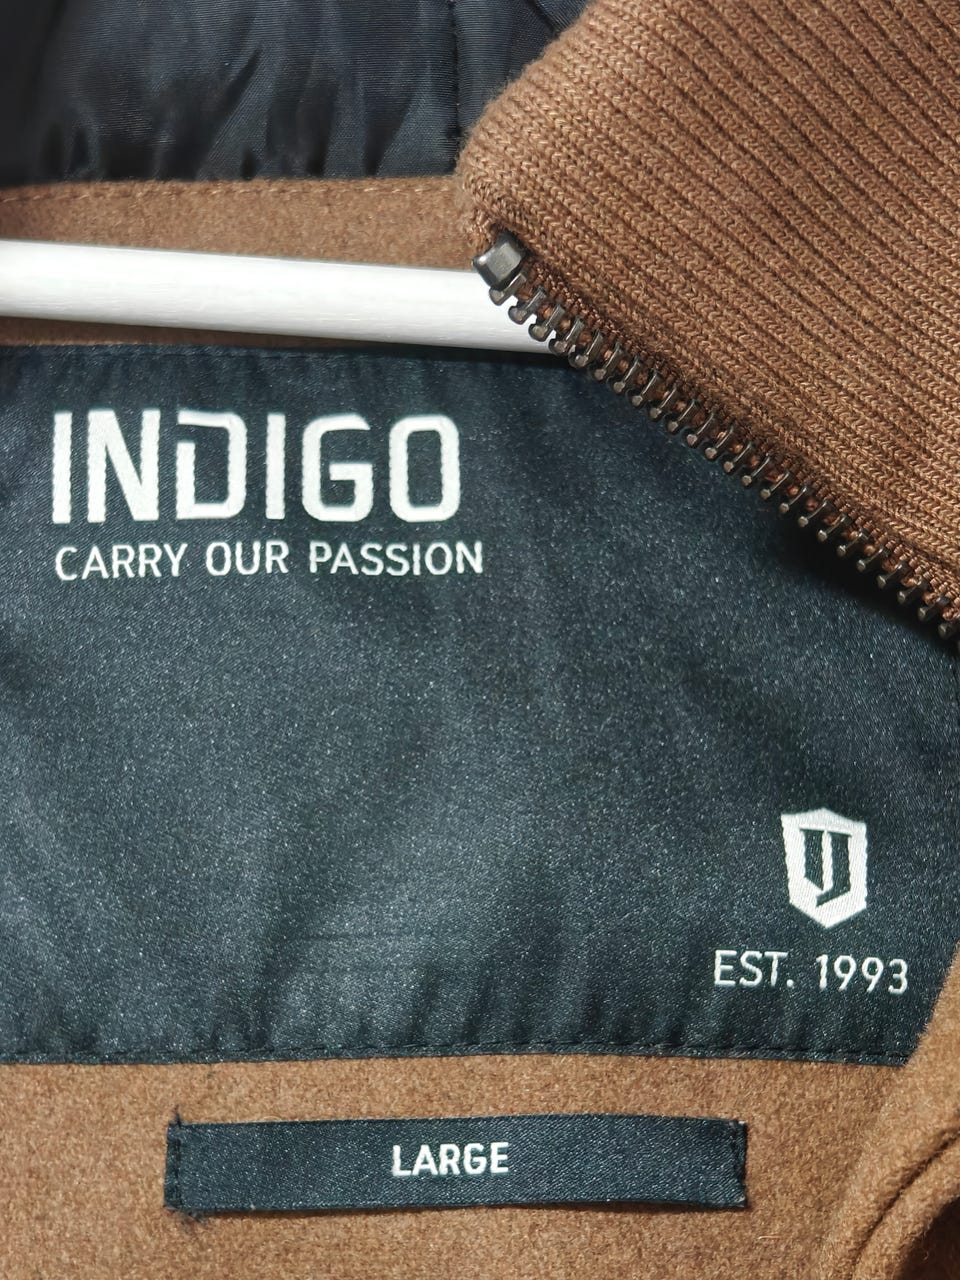 INDIGO
CARRY OUR PASSION
EST. 1993
LARGE